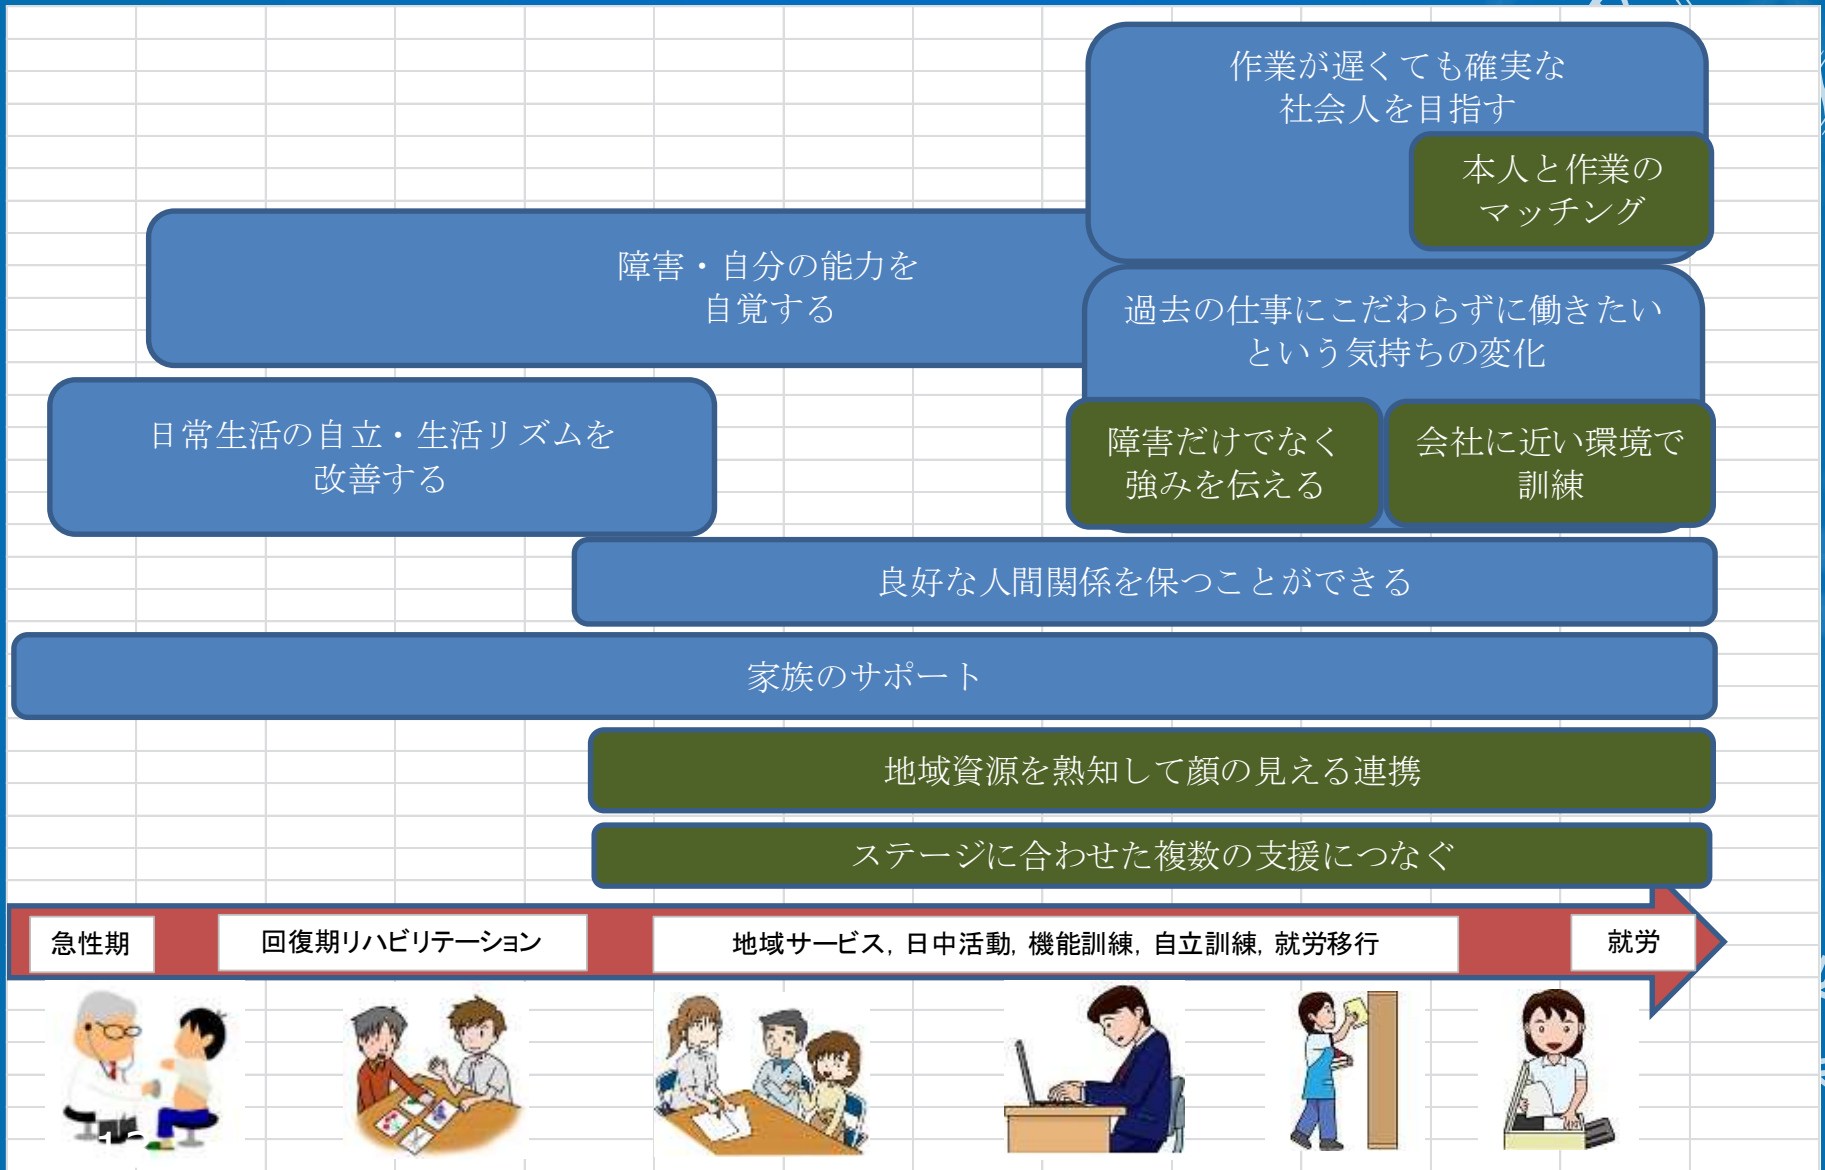 作業が遅くても確実な
社会人を目指す
本人と作業の
マッチング
障害・自分の能力を
自覚する
過去の仕事にこだわらずに働きたい
という気持ちの変化
日常生活の自立・生活リズムを
改善する
障害だけでなく
強みを伝える
会社に近い環境で
訓練
良好な人間関係を保つことができる
家族のサポート
地域資源を熟知して顔の見える連携
ステージに合わせた複数の支援につなぐ
急性期
回復期リハビリテーション
地域サービス，日中活動，機能訓練，自立訓練，就労移行
就労